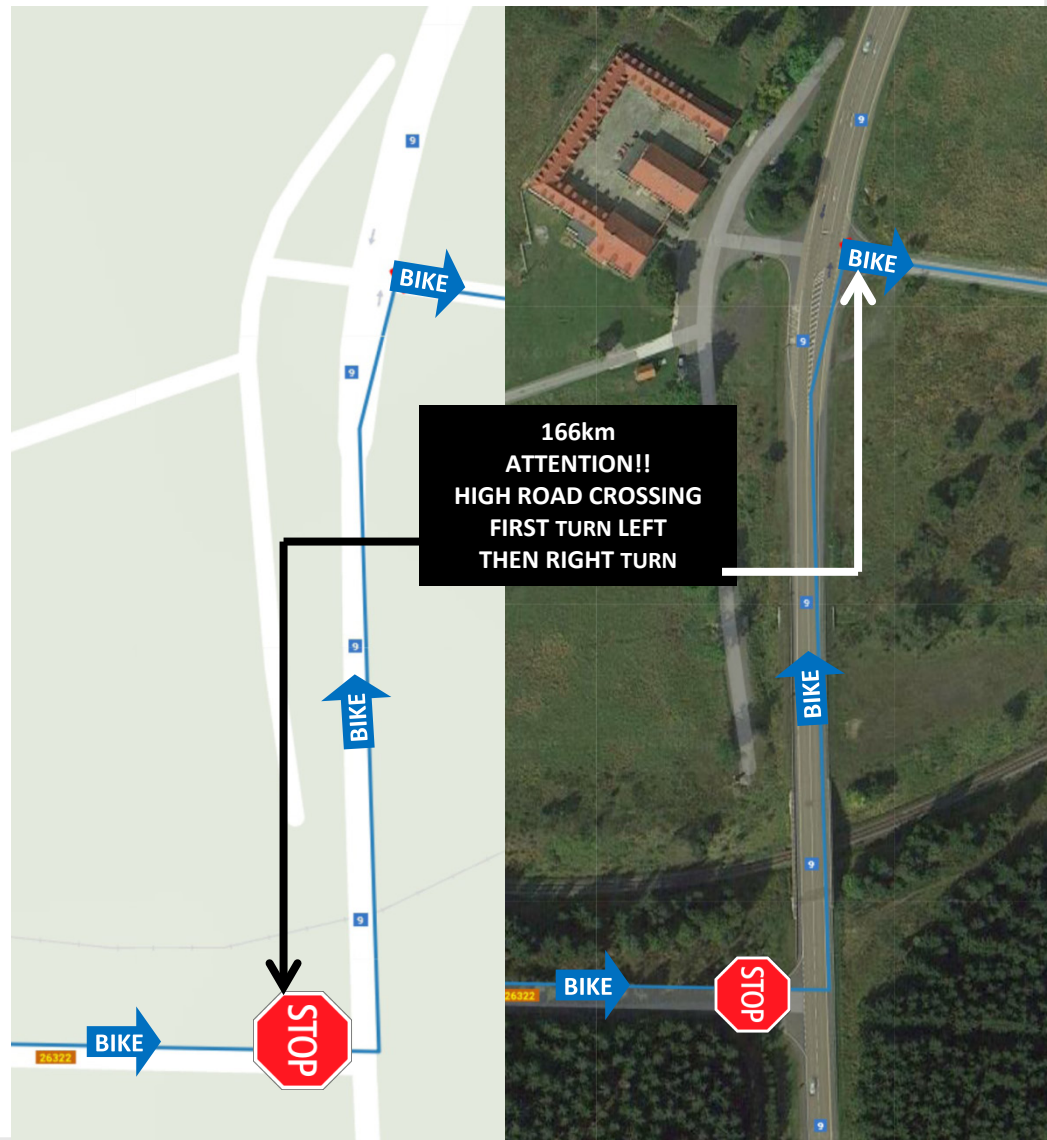 9
9
BIKE
BIKE
9
9
166km
ATTENTION!!
HIGH ROAD CROSSING
FIRST TURN LEFT
THEN RIGHT TURN
9
9
BIKE
BIKE
9
9
STOP
BIKE
26322
STOP
BIKE
26322
9